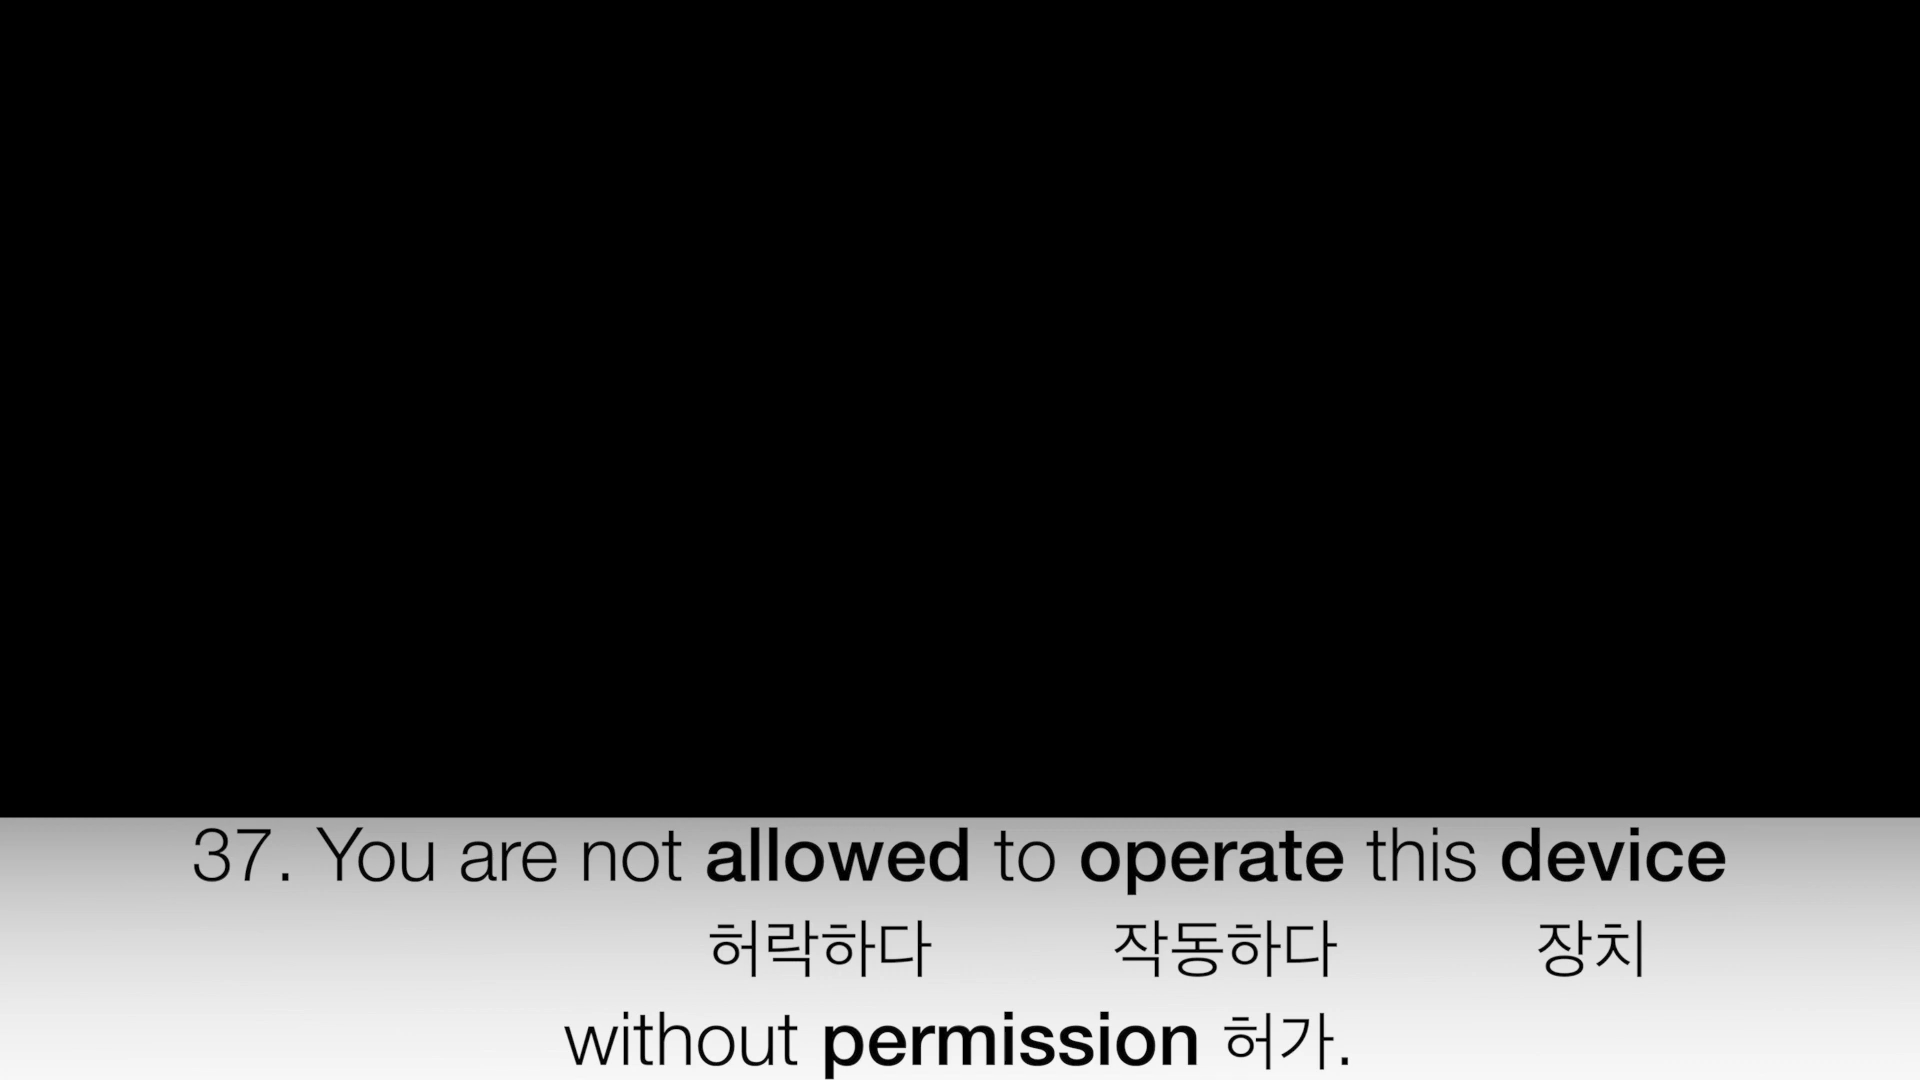 37. You are not allowed to operate this device
허락하다 작동하다 장치
without permission 허가.